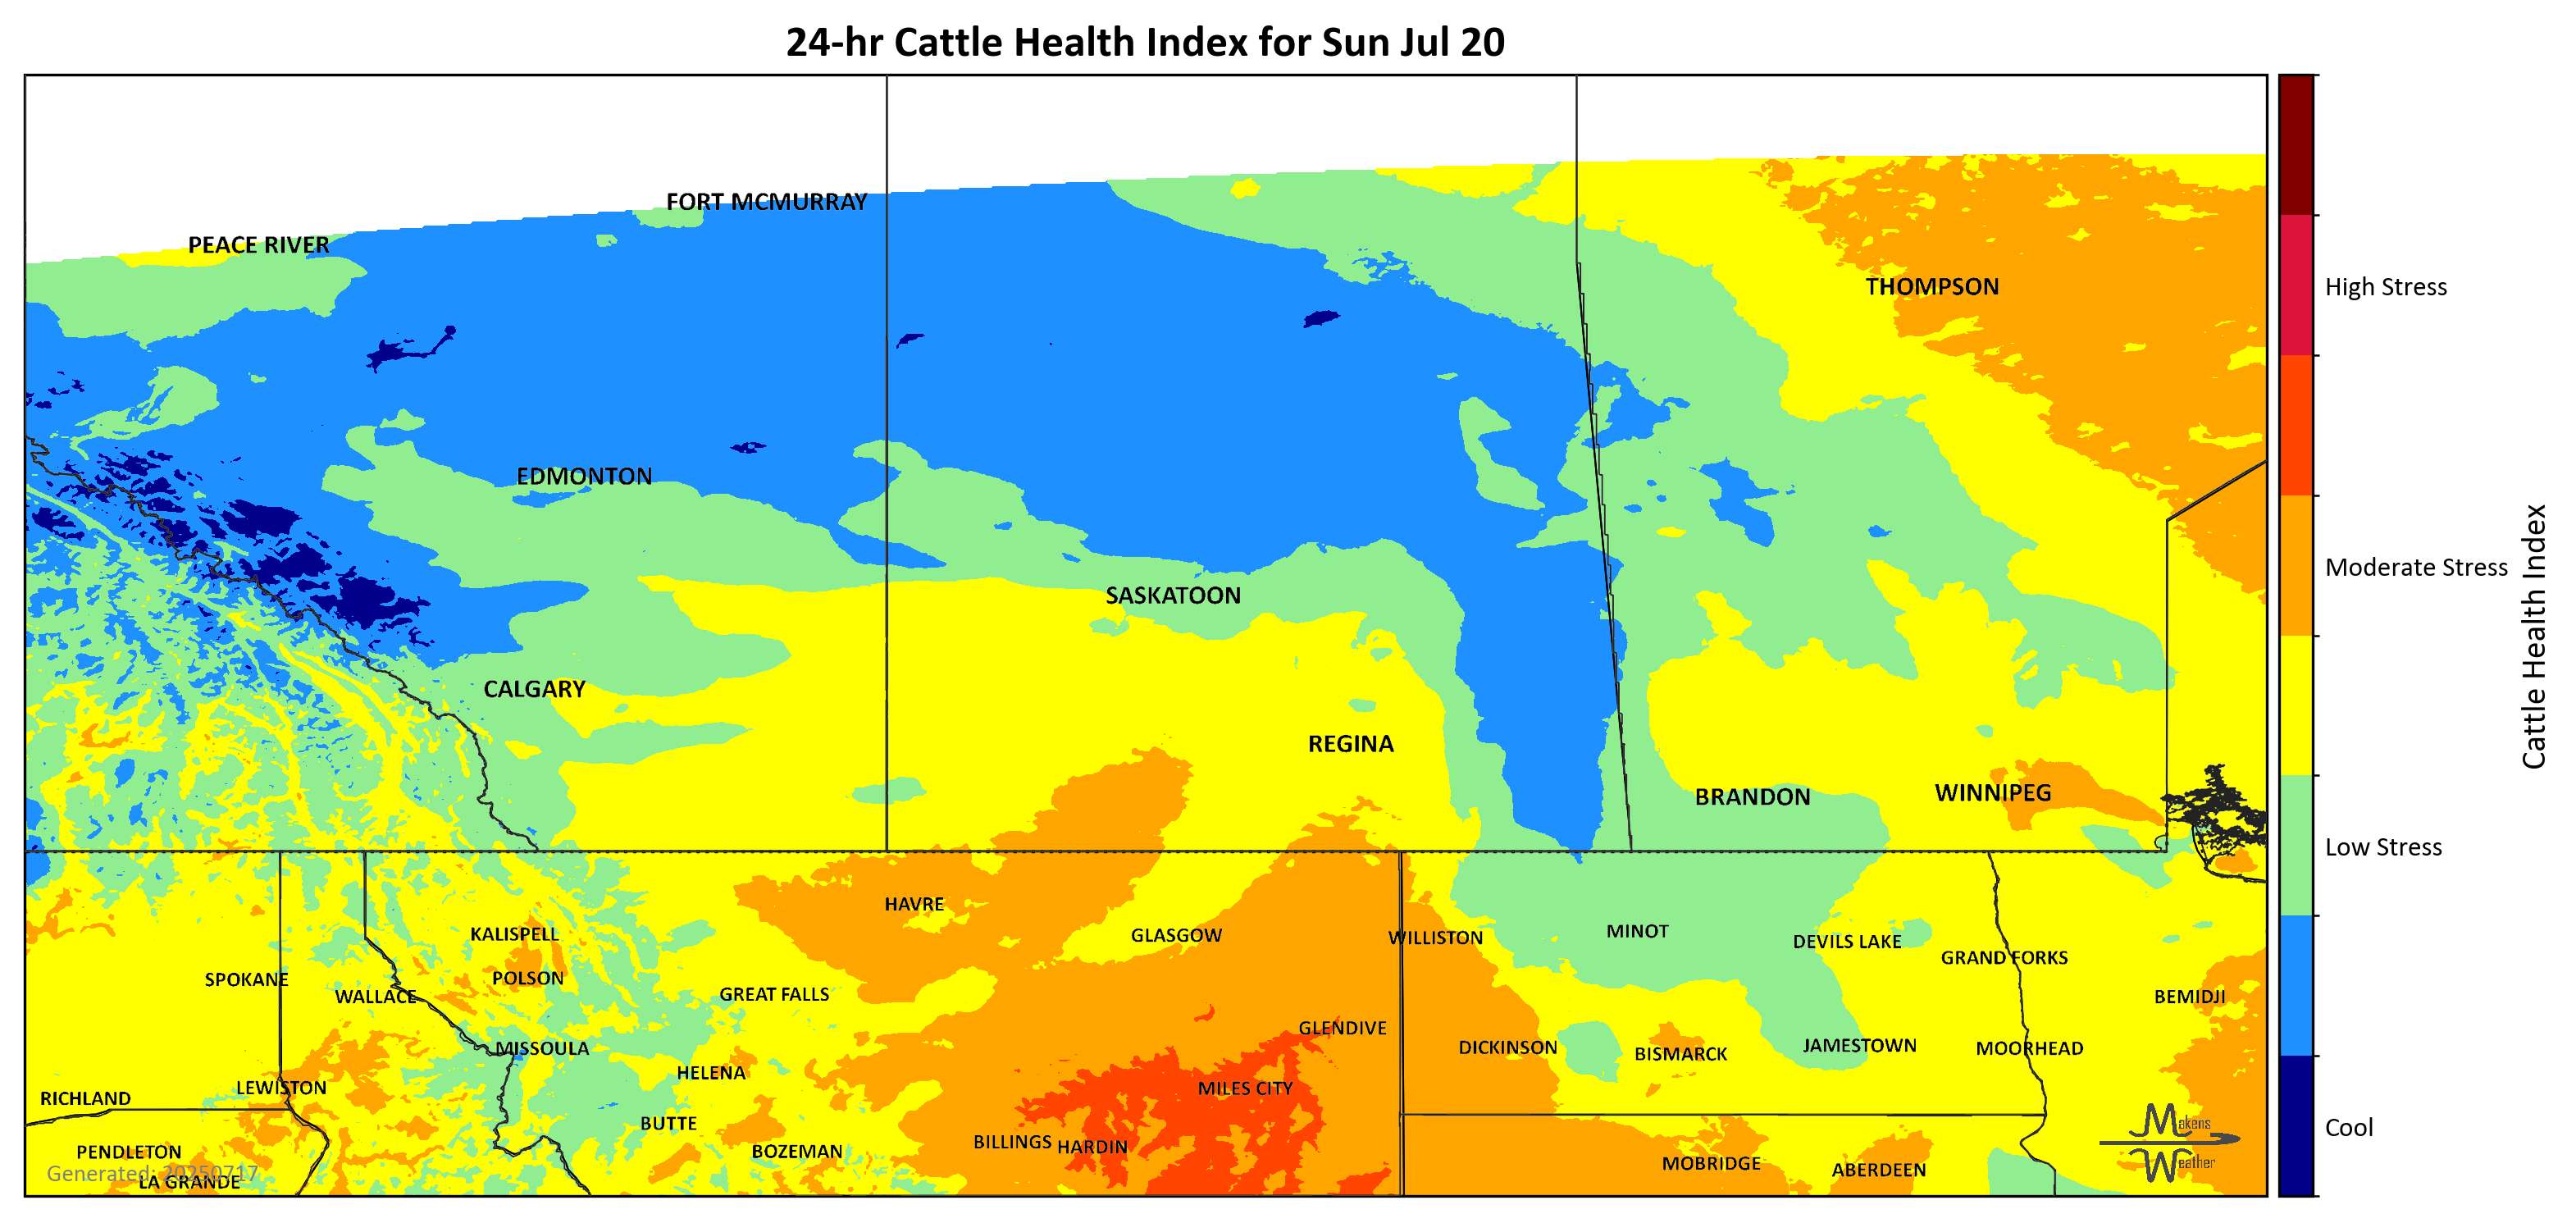 24-hr Cattle Health Index for Sun Jul 20
FORT MCMURRAY
PEACE RIVER
THOMPSON
High Stress
EDMONTON
Moderate Stress
SASKATOON
Cattle Health Index
CALGARY
REGINA
WINNIPEG
BRANDON
Low Stress
HAVRE
MINOT
KALISPELL
GLASGOW
WILLISTON
DEVILS LAKE
GRAND FORKS
POLSON
SPOKANE
GREAT FALLS
WALLACE
BEMIDJI
GLENDIVE
DICKINSON
JAMESTOWN
MOORHEAD
MISSOULA
BISMARCK
HELENA
LEWISTON
MILES CITY
RICHLAND
BUTTE
Makens
Cool
BILLINGS
HARDIN
PENDLETON
BOZEMAN
Weather
MOBRIDGE
ABERDEEN
Generated: 20250717
LA GRANDE